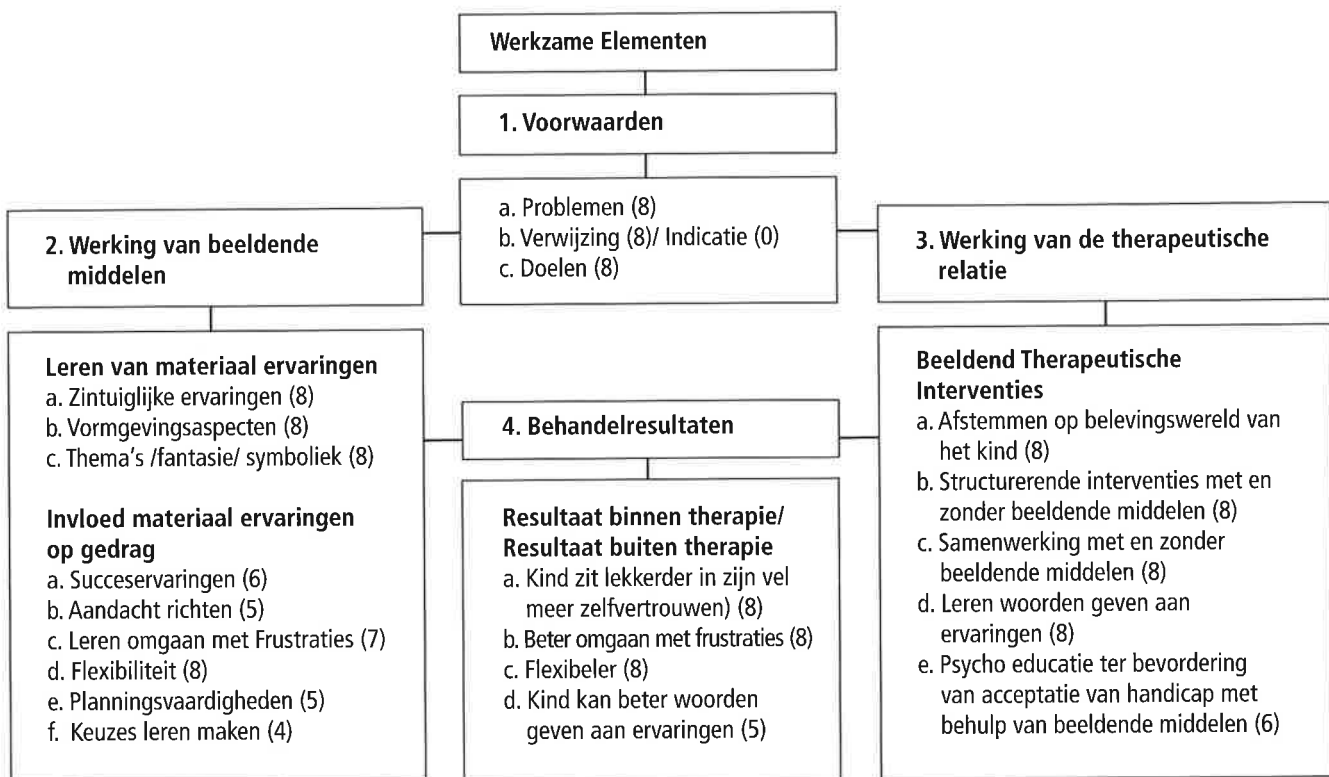 Werkzame Elementen
1. Voorwaarden
a. Problemen (8)
b. Verwijzing (8)/ Indicatie (0)
c. Doelen (8)
2. Werking van beeldende
middelen
Leren van materiaal ervaringen
a. Zintuiglijke ervaringen (8)
b. Vormgevingsaspecten (8)
c. Thema's /fantasie/ symboliek (8)
Invloed materiaal ervaringen
op gedrag
a. Succeservaringen (6)
b. Aandacht richten (5)
c. Leren omgaan met Frustraties (7)
d. Flexibiliteit (8)
e. Planningsvaardigheden (5)
f. Keuzes leren maken (4)
3. Werking van de therapeutische
relatie
Beeldend Therapeutische
Interventies
a. Afstemmen op belevingswereld van
het kind (8)
b. Structurerende interventies met en
zonder beeldende middelen (8)
c. Samenwerking met en zonder
beeldende middelen (8)
d. Leren woorden geven aan
ervaringen (8)
e. Psycho educatie ter bevordering
van acceptatie van handicap met
behulp van beeldende middelen (6)
4. Behandelresultaten
Resultaat binnen therapie/
Resultaat buiten therapie
a. Kind zit lekkerder in zijn vel
meer zelfvertrouwen) (8)
b. Beter omgaan met frustraties (8)
c. Flexibeler (8)
d. Kind kan beter woorden
geven aan ervaringen (5)